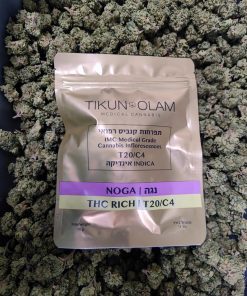 TIKUN OLAM
MEDICAL CANNABIS
תפרחות קנביס רפואי
IMC Medical Grade
Cannabis Inflorescences
T20/C4
INDICA אינדיקה
NOGA | נגה
THC RICH | T20/C4